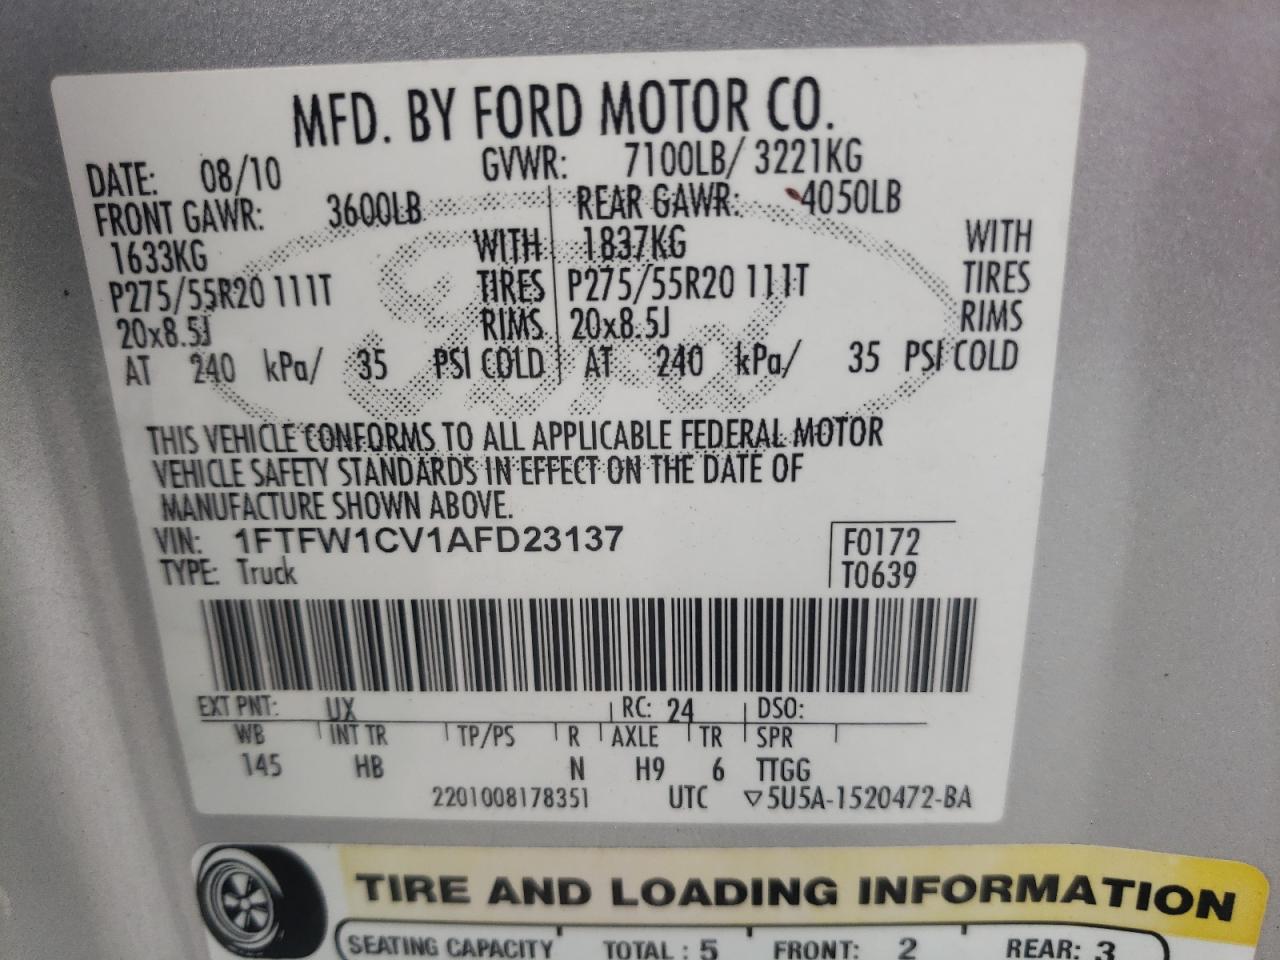 MFD. BY FORD MOTOR CO.
DATE: 08/10 GVWR: 7100LB/ 3221KG
FRONT GAWR: 3600LB REAR GAWR: 4050LB
1633KG WITH 1837KG WITH
P275/55R20 111T TIRES P275/55R20 111T TIRES
20x8.5J RIMS 20x8.5J RIMS
AT 240 kPa/ 35 PSI COLD AT 240 kPa/ 35 PSI COLD
THIS VEHICLE CONFORMS TO ALL APPLICABLE FEDERAL MOTOR
VEHICLE SAFETY STANDARDS IN EFFECT ON THE DATE OF
MANUFACTURE SHOWN ABOVE.
VIN: 1FTFW1CV1AFD23137 F0172
TYPE: Truck T0639
EXT PNT: UX RC: 24 DSO:
WB INT TR TP/PS R AXLE TR SPR
145 HB N H9 6 TTGG
2201008178351 UTC ▽5U5A-1520472-BA
TIRE AND LOADING INFORMATION
SEATING CAPACITY TOTAL : 5 FRONT: 2 REAR: 3